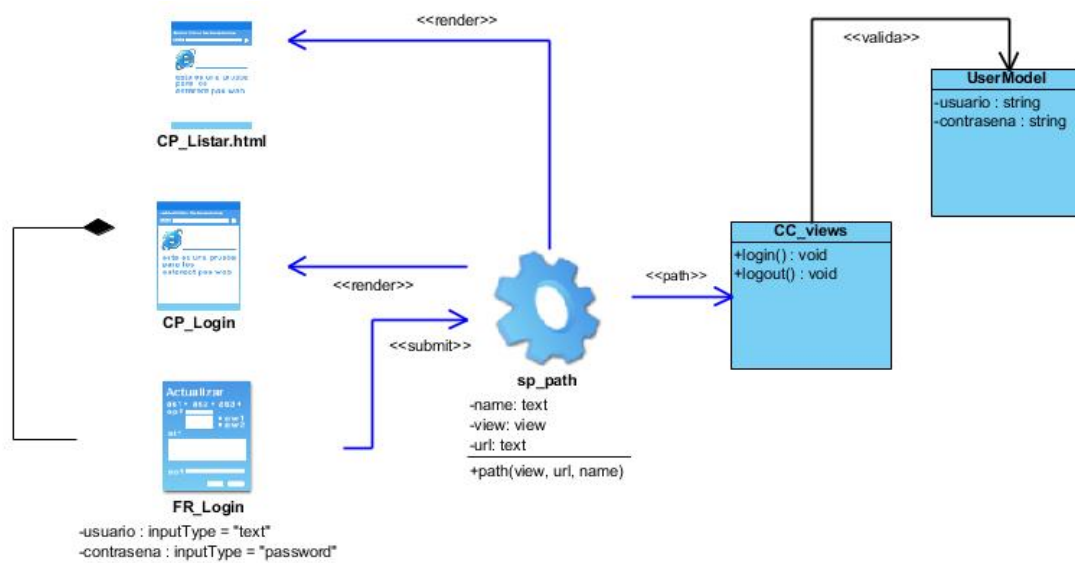 <<render>>
<<valida>>
UserModel
-usuario : string
-contrasena : string
CP_Listar.html
CC_views
+login() : void
+logout() : void
<<path>>
<<render>>
CP_Login
<<submit>>
sp_path
-name: text
-view: view
-url: text
+path(view, url, name)
Actualizar
FR_Login
-usuario : inputType = "text"
-contrasena : inputType = "password"